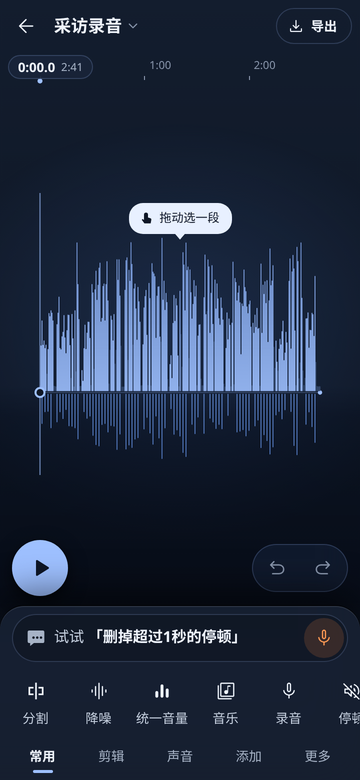 采访录音
导出
0:00.0 2:41
1:00
2:00
拖动选一段
试试 「删掉超过1秒的停顿」
分割
降噪
统一音量
音乐
录音
停顿
常用
剪辑
声音
添加
更多